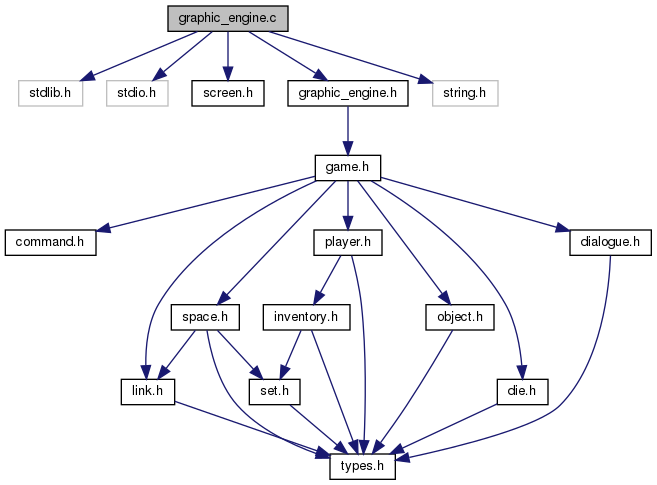 graphic_engine.c
stdlib.h
stdio.h
screen.h
graphic_engine.h
string.h
game.h
command.h
player.h
dialogue.h
space.h
inventory.h
object.h
link.h
set.h
die.h
types.h